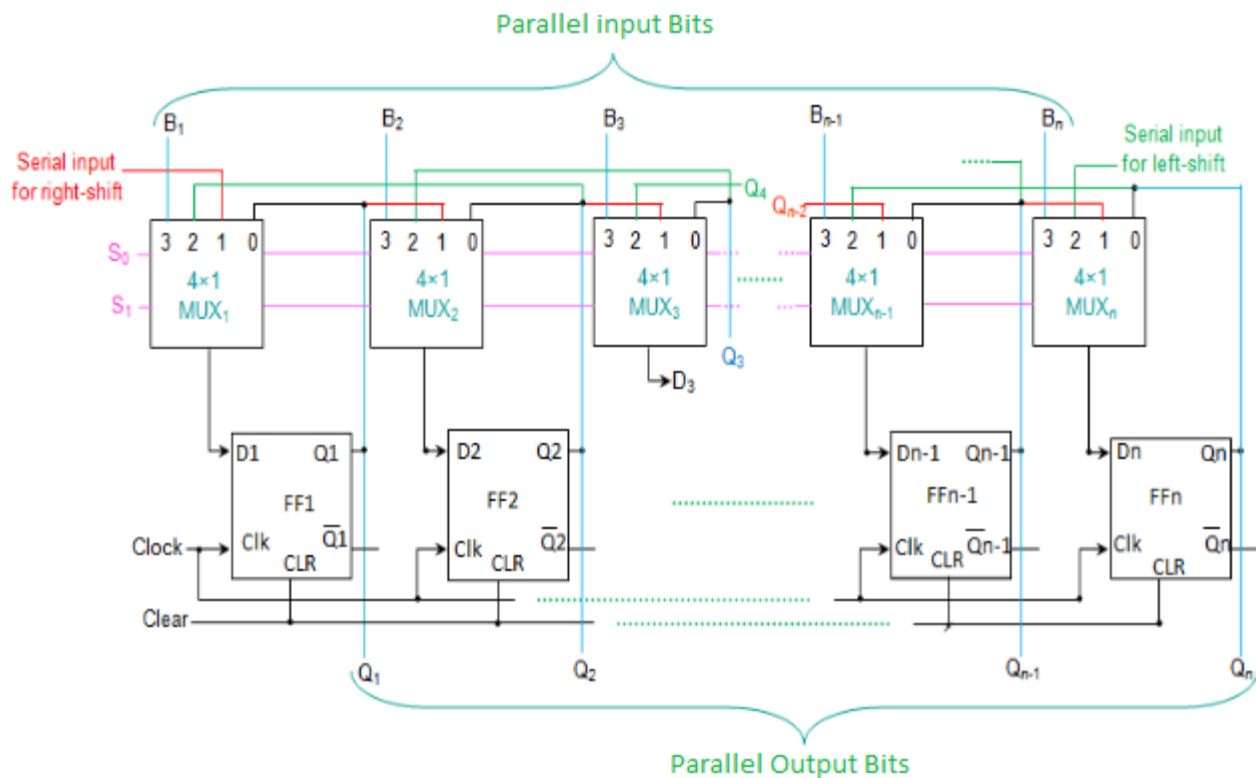 Parallel input Bits
B1 B2 B3 Bn-1 Bn
Serial input
for right-shift
Serial input
for left-shift
Q4
Qn-2
3 2 1 0 3 2 1 0 3 2 1 0 3 2 1 0 3 2 1 0
S0
4×1 4×1 4×1 4×1 4×1
S1
MUX1 MUX2 MUX3 MUXn-1 MUXn
Q3
D3
D1 Q1 D2 Q2 Dn-1 Qn-1 Dn Qn
FF1 FF2 FFn-1 FFn
Clock
Clk Q̅1 Clk Q̅2 Clk Q̅n-1 Clk Q̅n
CLR CLR CLR CLR
Clear
Q1 Q2 Qn-1 Qn
Parallel Output Bits